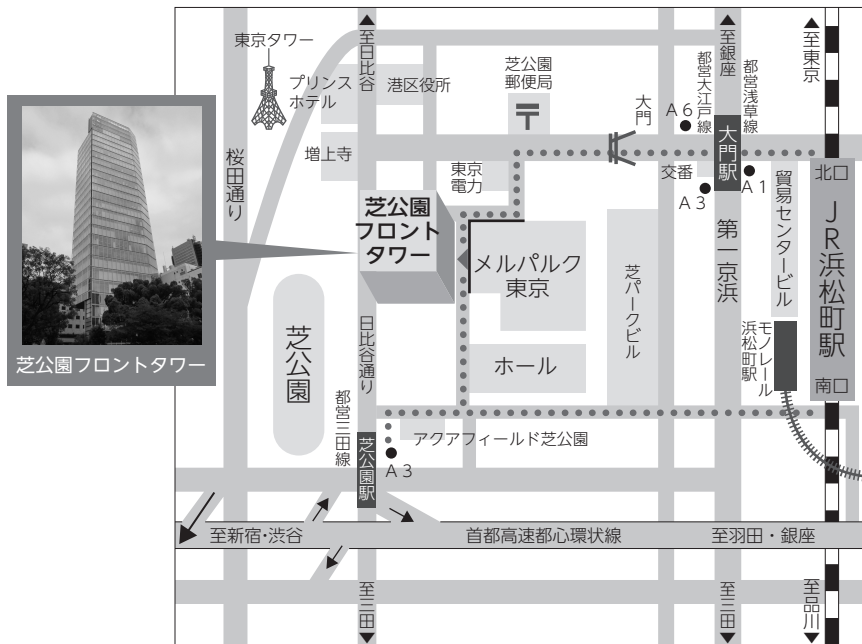 東京タワー
プリンス
ホテル
至日比谷
港区役所
芝公園
郵便局
大門
A6
都営大江戸線
至銀座
都営浅草線
至東京
桜田通り
増上寺
東京
電力
交番
A3
大門駅
A1
北口
芝公園
フロント
タワー
メルパルク
東京
芝パークビル
第一京浜
貿易センタービル
JR浜松町駅
芝公園フロントタワー
芝公園
日比谷通り
ホール
モノレール
浜松町駅
南口
都営三田線
芝公園駅
アクアフィールド芝公園
A3
至新宿・渋谷
首都高速都心環状線
至羽田・銀座
至三田
至三田
至品川